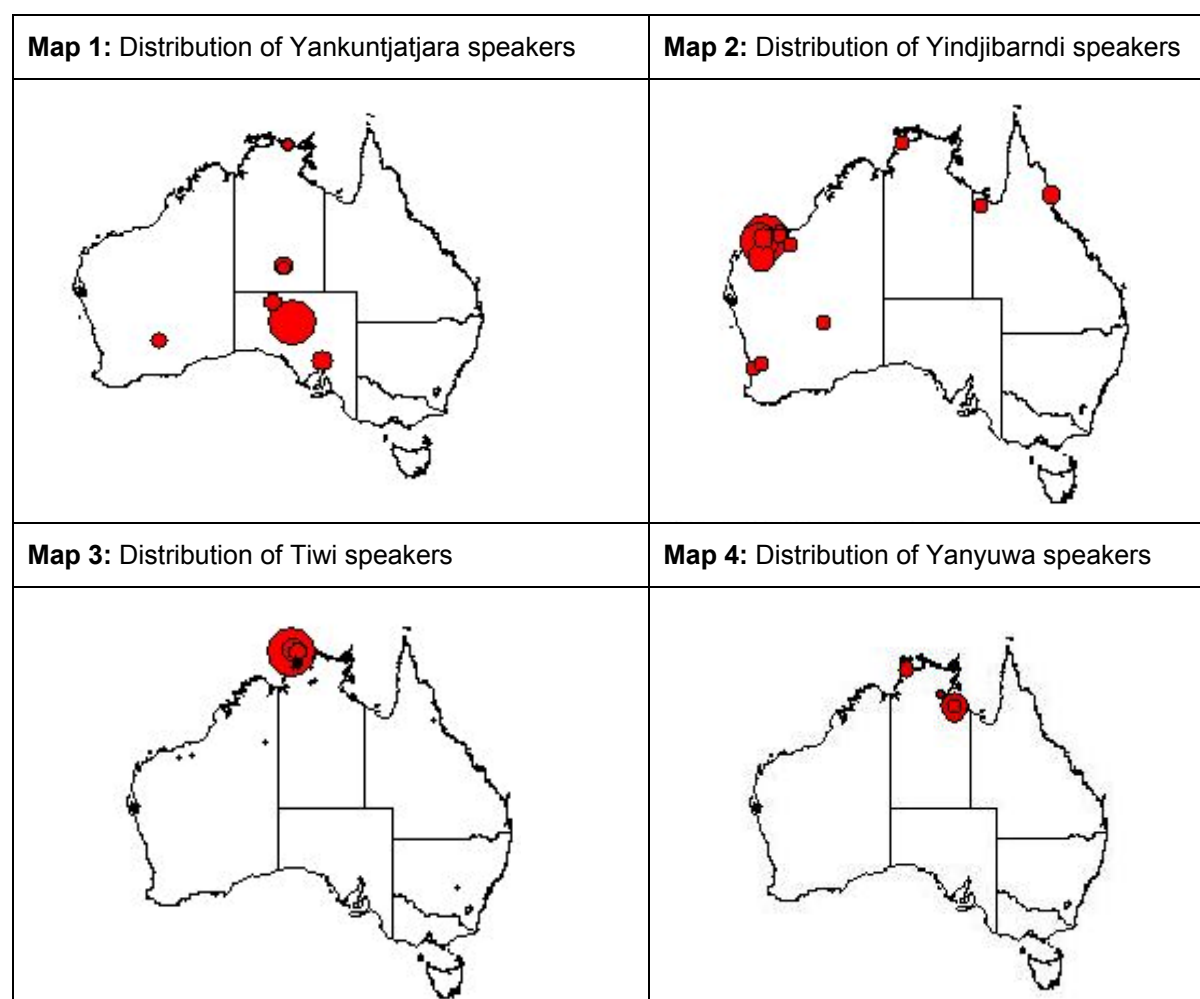 Map 1: Distribution of Yankuntjatjara speakers
Map 2: Distribution of Yindjibarndi speakers
Map 3: Distribution of Tiwi speakers
Map 4: Distribution of Yanyuwa speakers